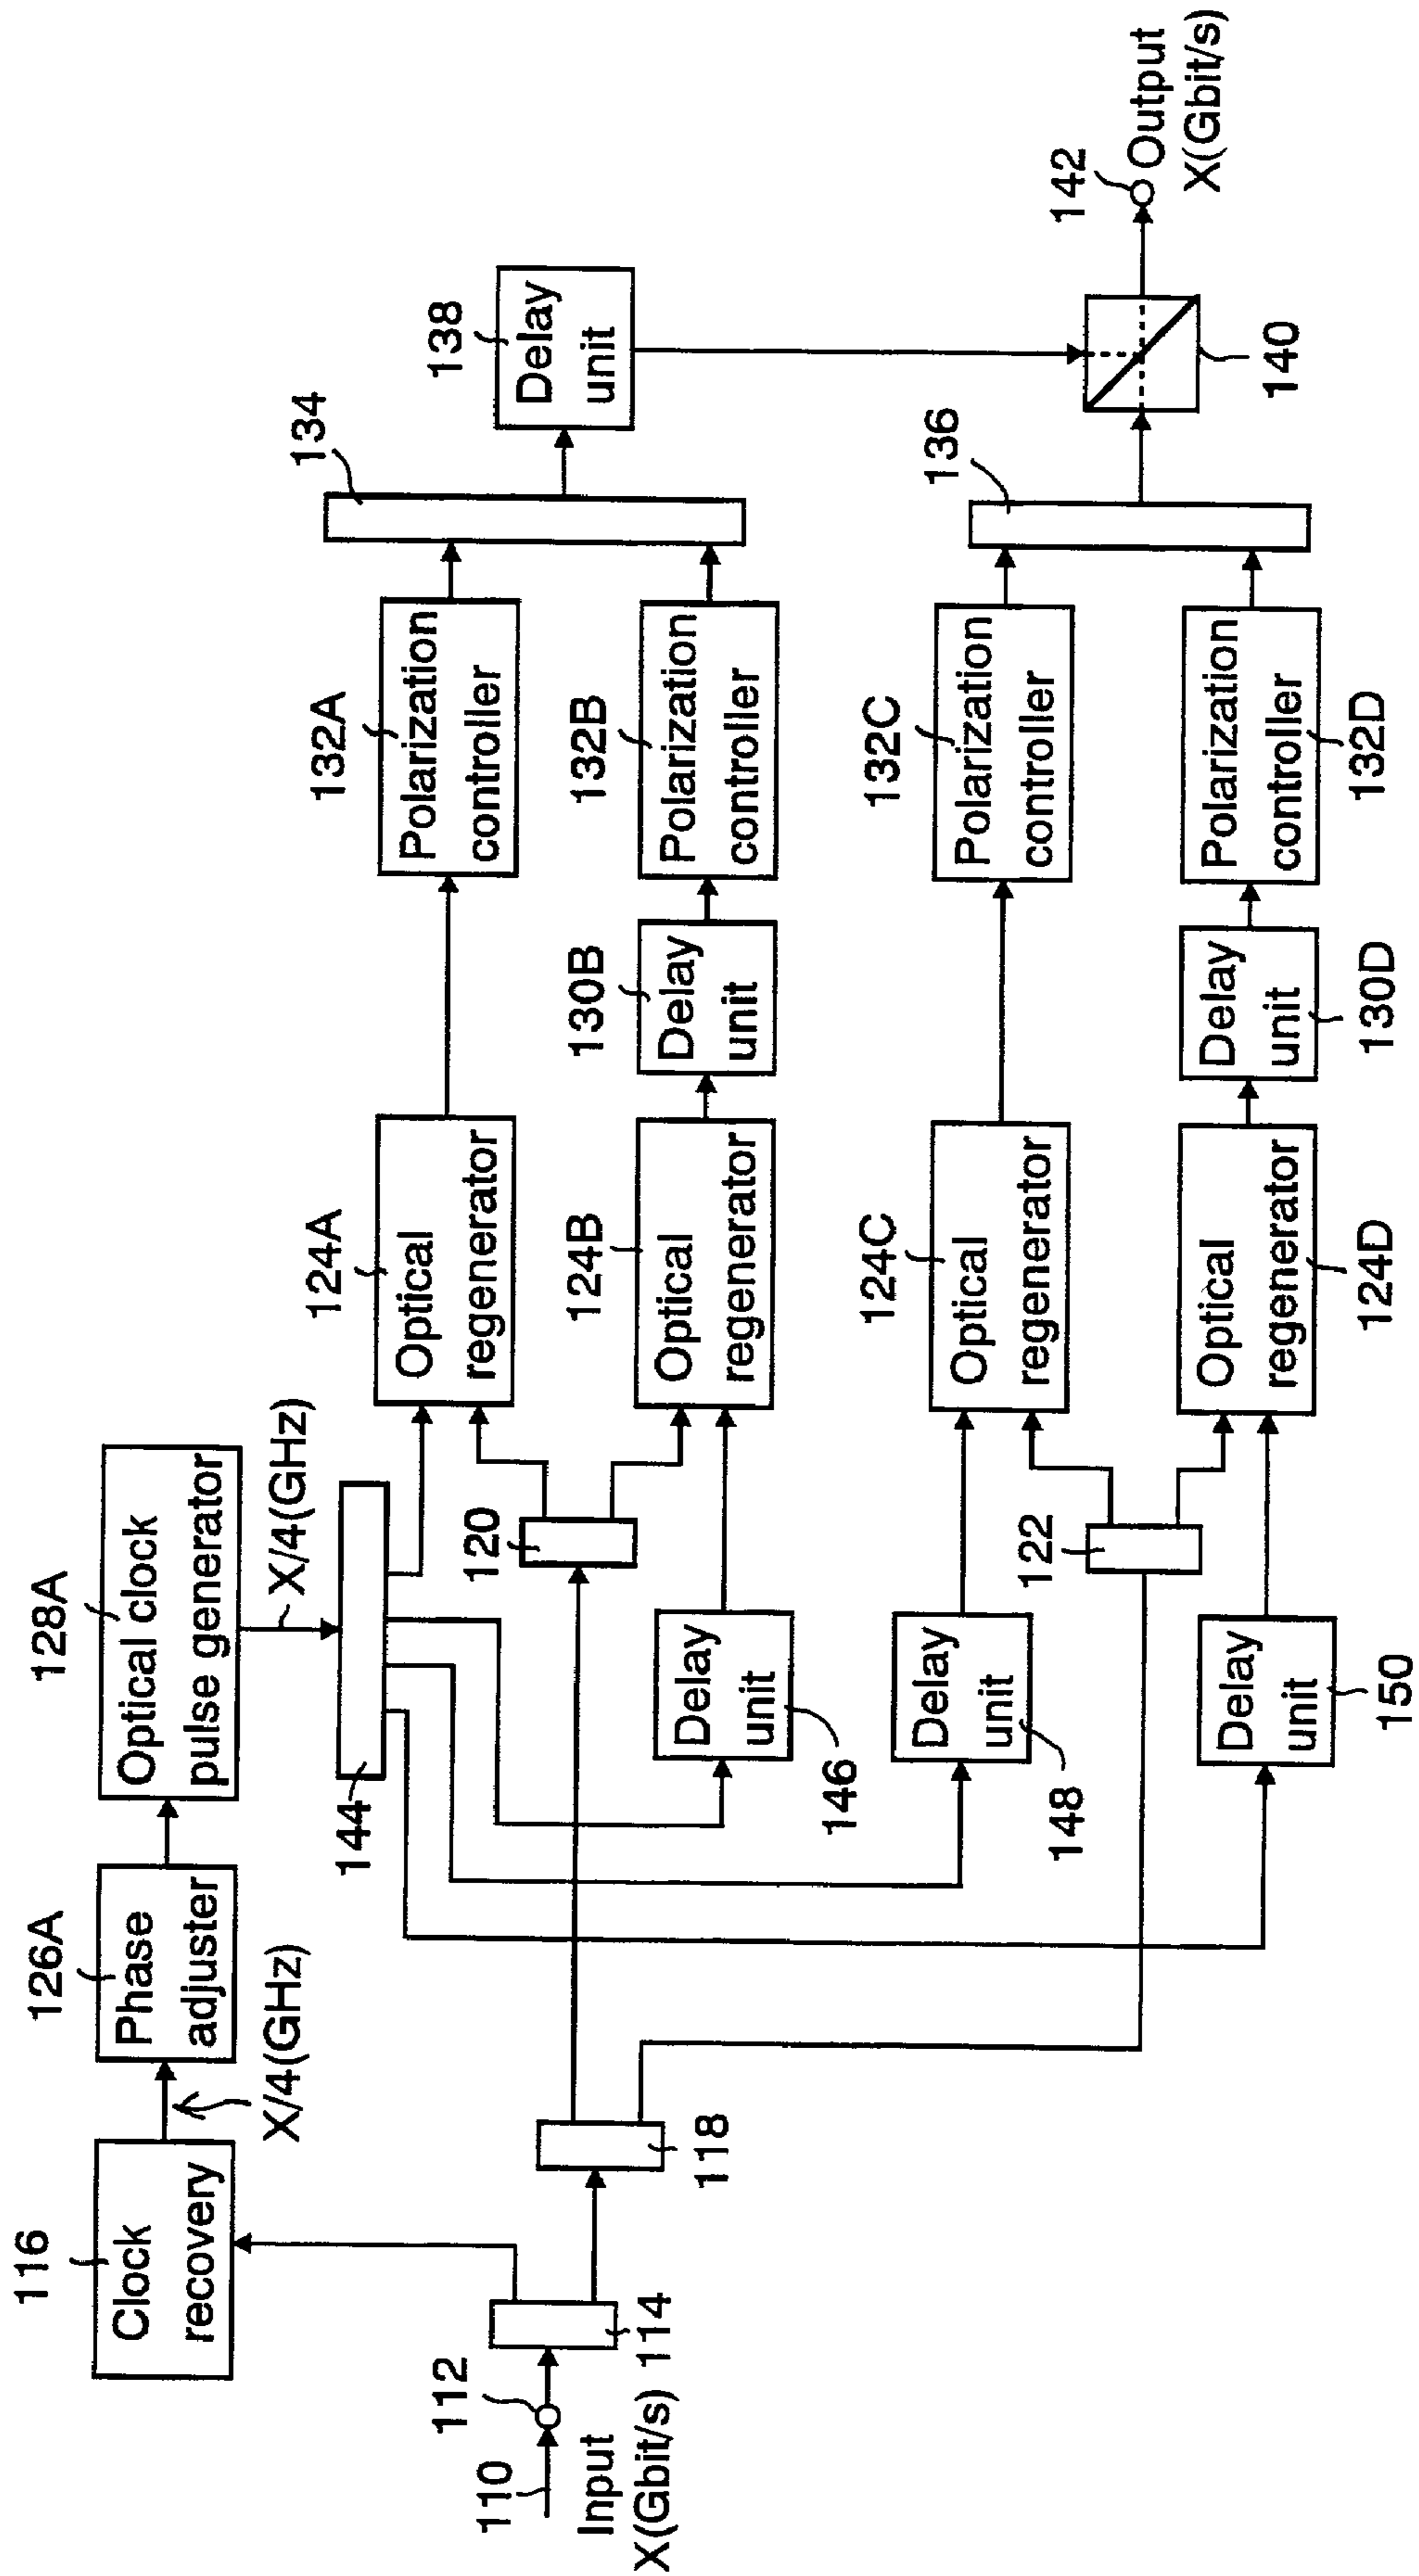 116
Clock
recovery
X/4(GHz)
126A
Phase
adjuster
128A
Optical clock
pulse generator
X/4(GHz)
144
110
112
Input
X(Gbit/s)
114
118
120
122
146
Delay
unit
148
Delay
unit
150
Delay
unit
124A
Optical
regenerator
124B
Optical
regenerator
124C
Optical
regenerator
124D
Optical
regenerator
130B
Delay
unit
130D
Delay
unit
132A
Polarization
controller
132B
Polarization
controller
132C
Polarization
controller
132D
Polarization
controller
134
136
138
Delay
unit
140
142
Output
X(Gbit/s)